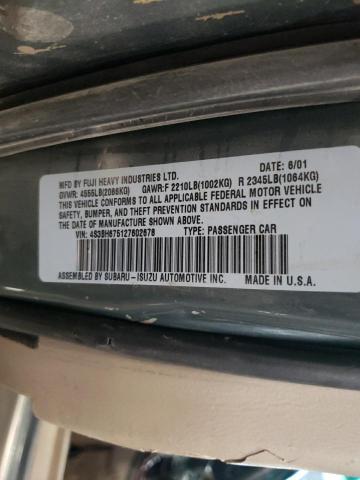 MFD BY FUJI HEAVY INDUSTRIES LTD. DATE: 6/01
GVWR: 4555LB(2066KG) GAWR:F 2210LB(1002KG) R 2345LB(1064KG)
THIS VEHICLE CONFORMS TO ALL APPLICABLE FEDERAL MOTOR VEHICLE
SAFETY, BUMPER, AND THEFT PREVENTION STANDARDS IN EFFECT ON
THE DATE OF MANUFACTURE SHOWN ABOVE.
VIN: 4S3BH675127602678 TYPE: PASSENGER CAR
ASSEMBLED BY SUBARU-ISUZU AUTOMOTIVE INC. MADE IN U.S.A.